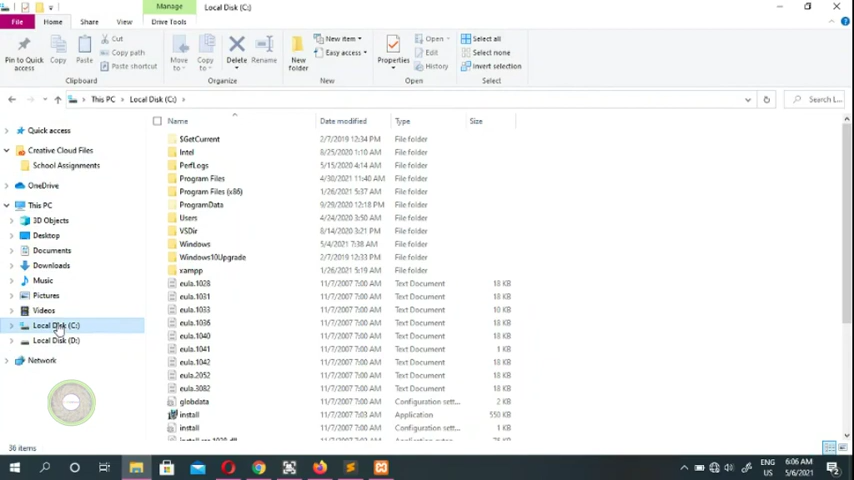 Manage
Local Disk (C:)
File
Home
Share
View
Drive Tools
Pin to Quick access
Copy
Paste
Cut
Copy path
Paste shortcut
Clipboard
Move to
Copy to
Delete
Rename
Organize
New folder
New item
Easy access
New
Properties
Open
Edit
History
Open
Select all
Select none
Invert selection
Select
This PC
Local Disk (C:)
Search L...
Quick access
Creative Cloud Files
School Assignments
OneDrive
This PC
3D Objects
Desktop
Documents
Downloads
Music
Pictures
Videos
Local Disk (C:)
Local Disk (D:)
Network
Name Date modified Type Size
$GetCurrent 2/7/2019 12:34 PM File folder
Intel 8/25/2020 1:10 AM File folder
PerfLogs 5/15/2020 4:14 AM File folder
Program Files 4/30/2021 11:40 AM File folder
Program Files (x86) 1/26/2021 5:37 AM File folder
ProgramData 9/29/2020 12:18 PM File folder
Users 4/24/2020 3:50 AM File folder
VSDir 8/14/2020 3:21 PM File folder
Windows 5/4/2021 7:38 AM File folder
Windows10Upgrade 2/7/2019 12:33 PM File folder
xampp 1/26/2021 5:19 AM File folder
eula.1028 11/7/2007 7:00 AM Text Document 18 KB
eula.1031 11/7/2007 7:00 AM Text Document 18 KB
eula.1033 11/7/2007 7:00 AM Text Document 10 KB
eula.1036 11/7/2007 7:00 AM Text Document 18 KB
eula.1040 11/7/2007 7:00 AM Text Document 18 KB
eula.1041 11/7/2007 7:00 AM Text Document 1 KB
eula.1042 11/7/2007 7:00 AM Text Document 18 KB
eula.2052 11/7/2007 7:00 AM Text Document 18 KB
eula.3082 11/7/2007 7:00 AM Text Document 18 KB
globdata 11/7/2007 7:00 AM Configuration sett... 2 KB
install 11/7/2007 7:03 AM Application 550 KB
install 11/7/2007 7:00 AM Configuration sett... 1 KB
36 items
ENG
US
6:06 AM
5/6/2021
2